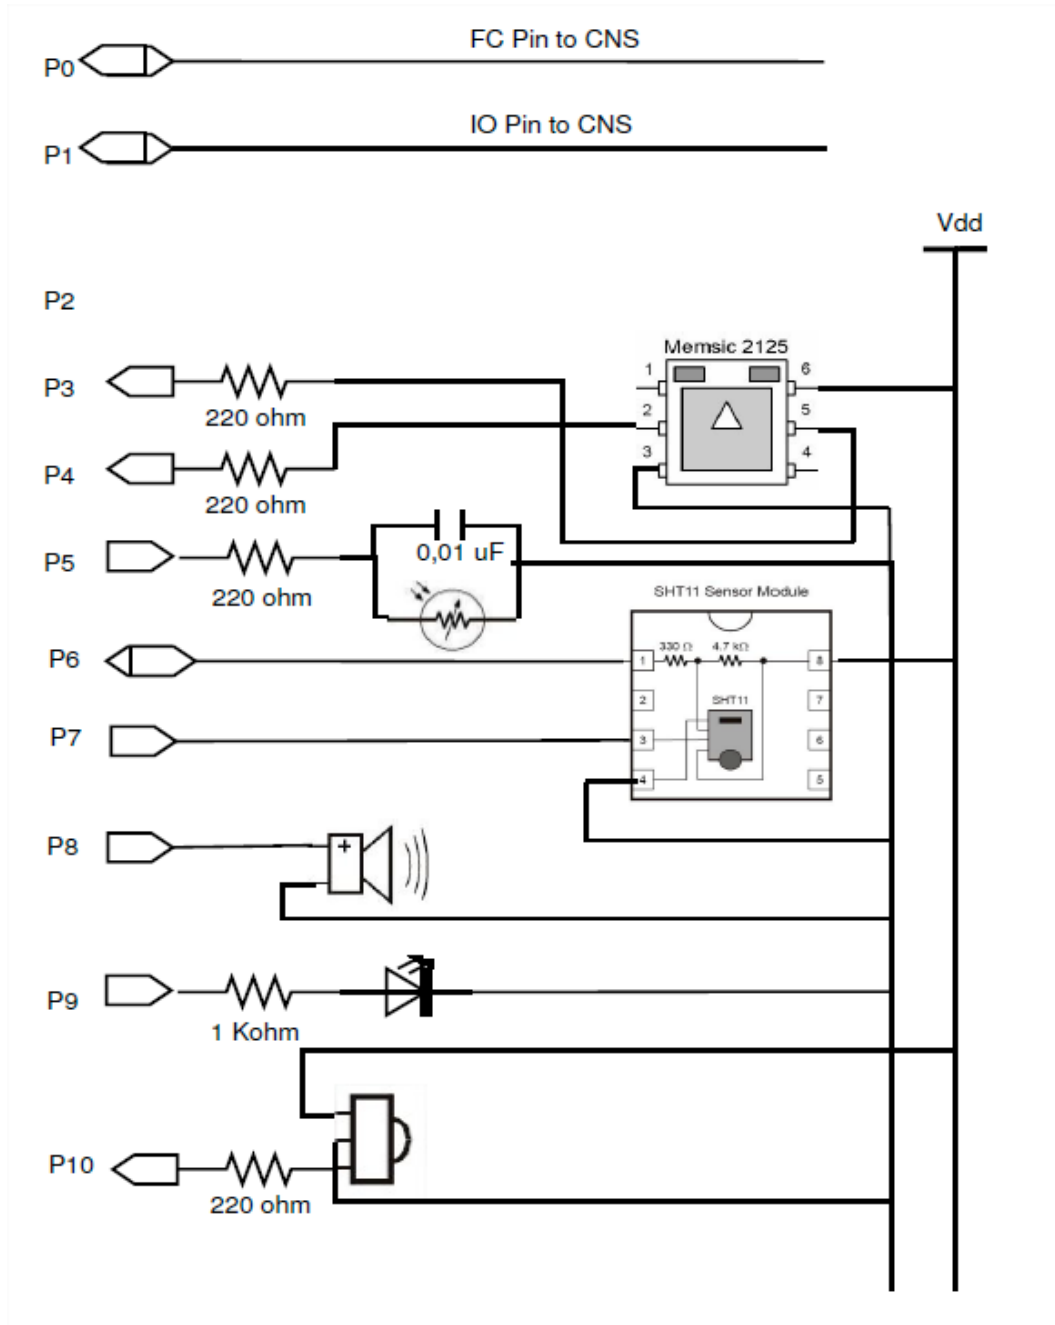 FC Pin to CNS
P0
IO Pin to CNS
P1
Vdd
P2
Memsic 2125
1 6
P3
220 ohm
2 5
3 4
P4
220 ohm
0,01 uF
P5
220 ohm
SHT11 Sensor Module
330 Ω 4.7 kΩ
P6
1 8
2 7
SHT11
P7
3 6
4 5
P8
+
P9
1 Kohm
P10
220 ohm